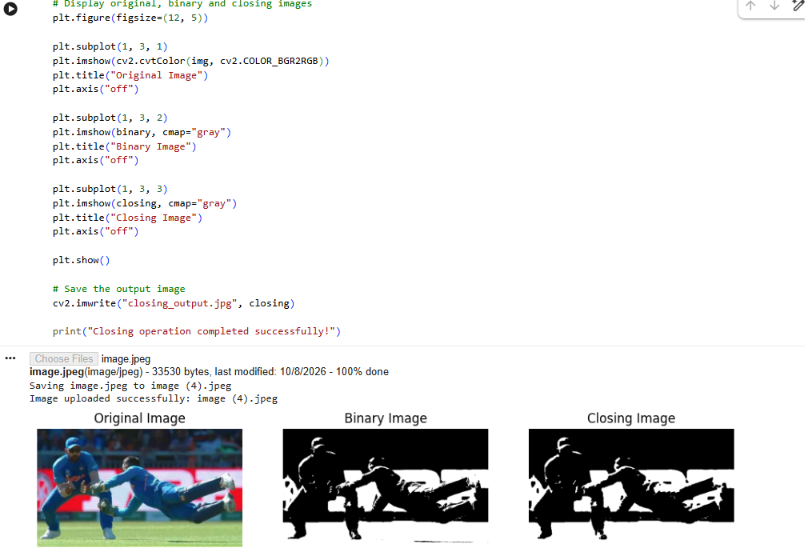 # Display original, binary and closing images
plt.figure(figsize=(12, 5))
plt.subplot(1, 3, 1)
plt.imshow(cv2.cvtColor(img, cv2.COLOR_BGR2RGB))
plt.title("Original Image")
plt.axis("off")
plt.subplot(1, 3, 2)
plt.imshow(binary, cmap="gray")
plt.title("Binary Image")
plt.axis("off")
plt.subplot(1, 3, 3)
plt.imshow(closing, cmap="gray")
plt.title("Closing Image")
plt.axis("off")
plt.show()
# Save the output image
cv2.imwrite("closing_output.jpg", closing)
print("Closing operation completed successfully!")
Choose Files image.jpeg
image.jpeg(image/jpeg) - 33530 bytes, last modified: 10/8/2026 - 100% done
Saving image.jpeg to image (4).jpeg
Image uploaded successfully: image (4).jpeg
Original Image Binary Image Closing Image